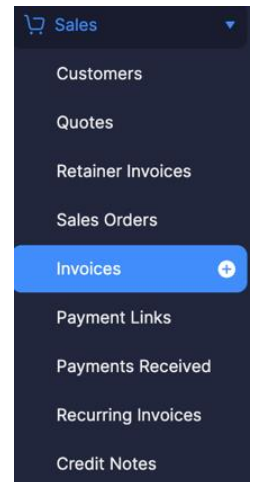 Sales
Customers
Quotes
Retainer Invoices
Sales Orders
Invoices
Payment Links
Payments Received
Recurring Invoices
Credit Notes